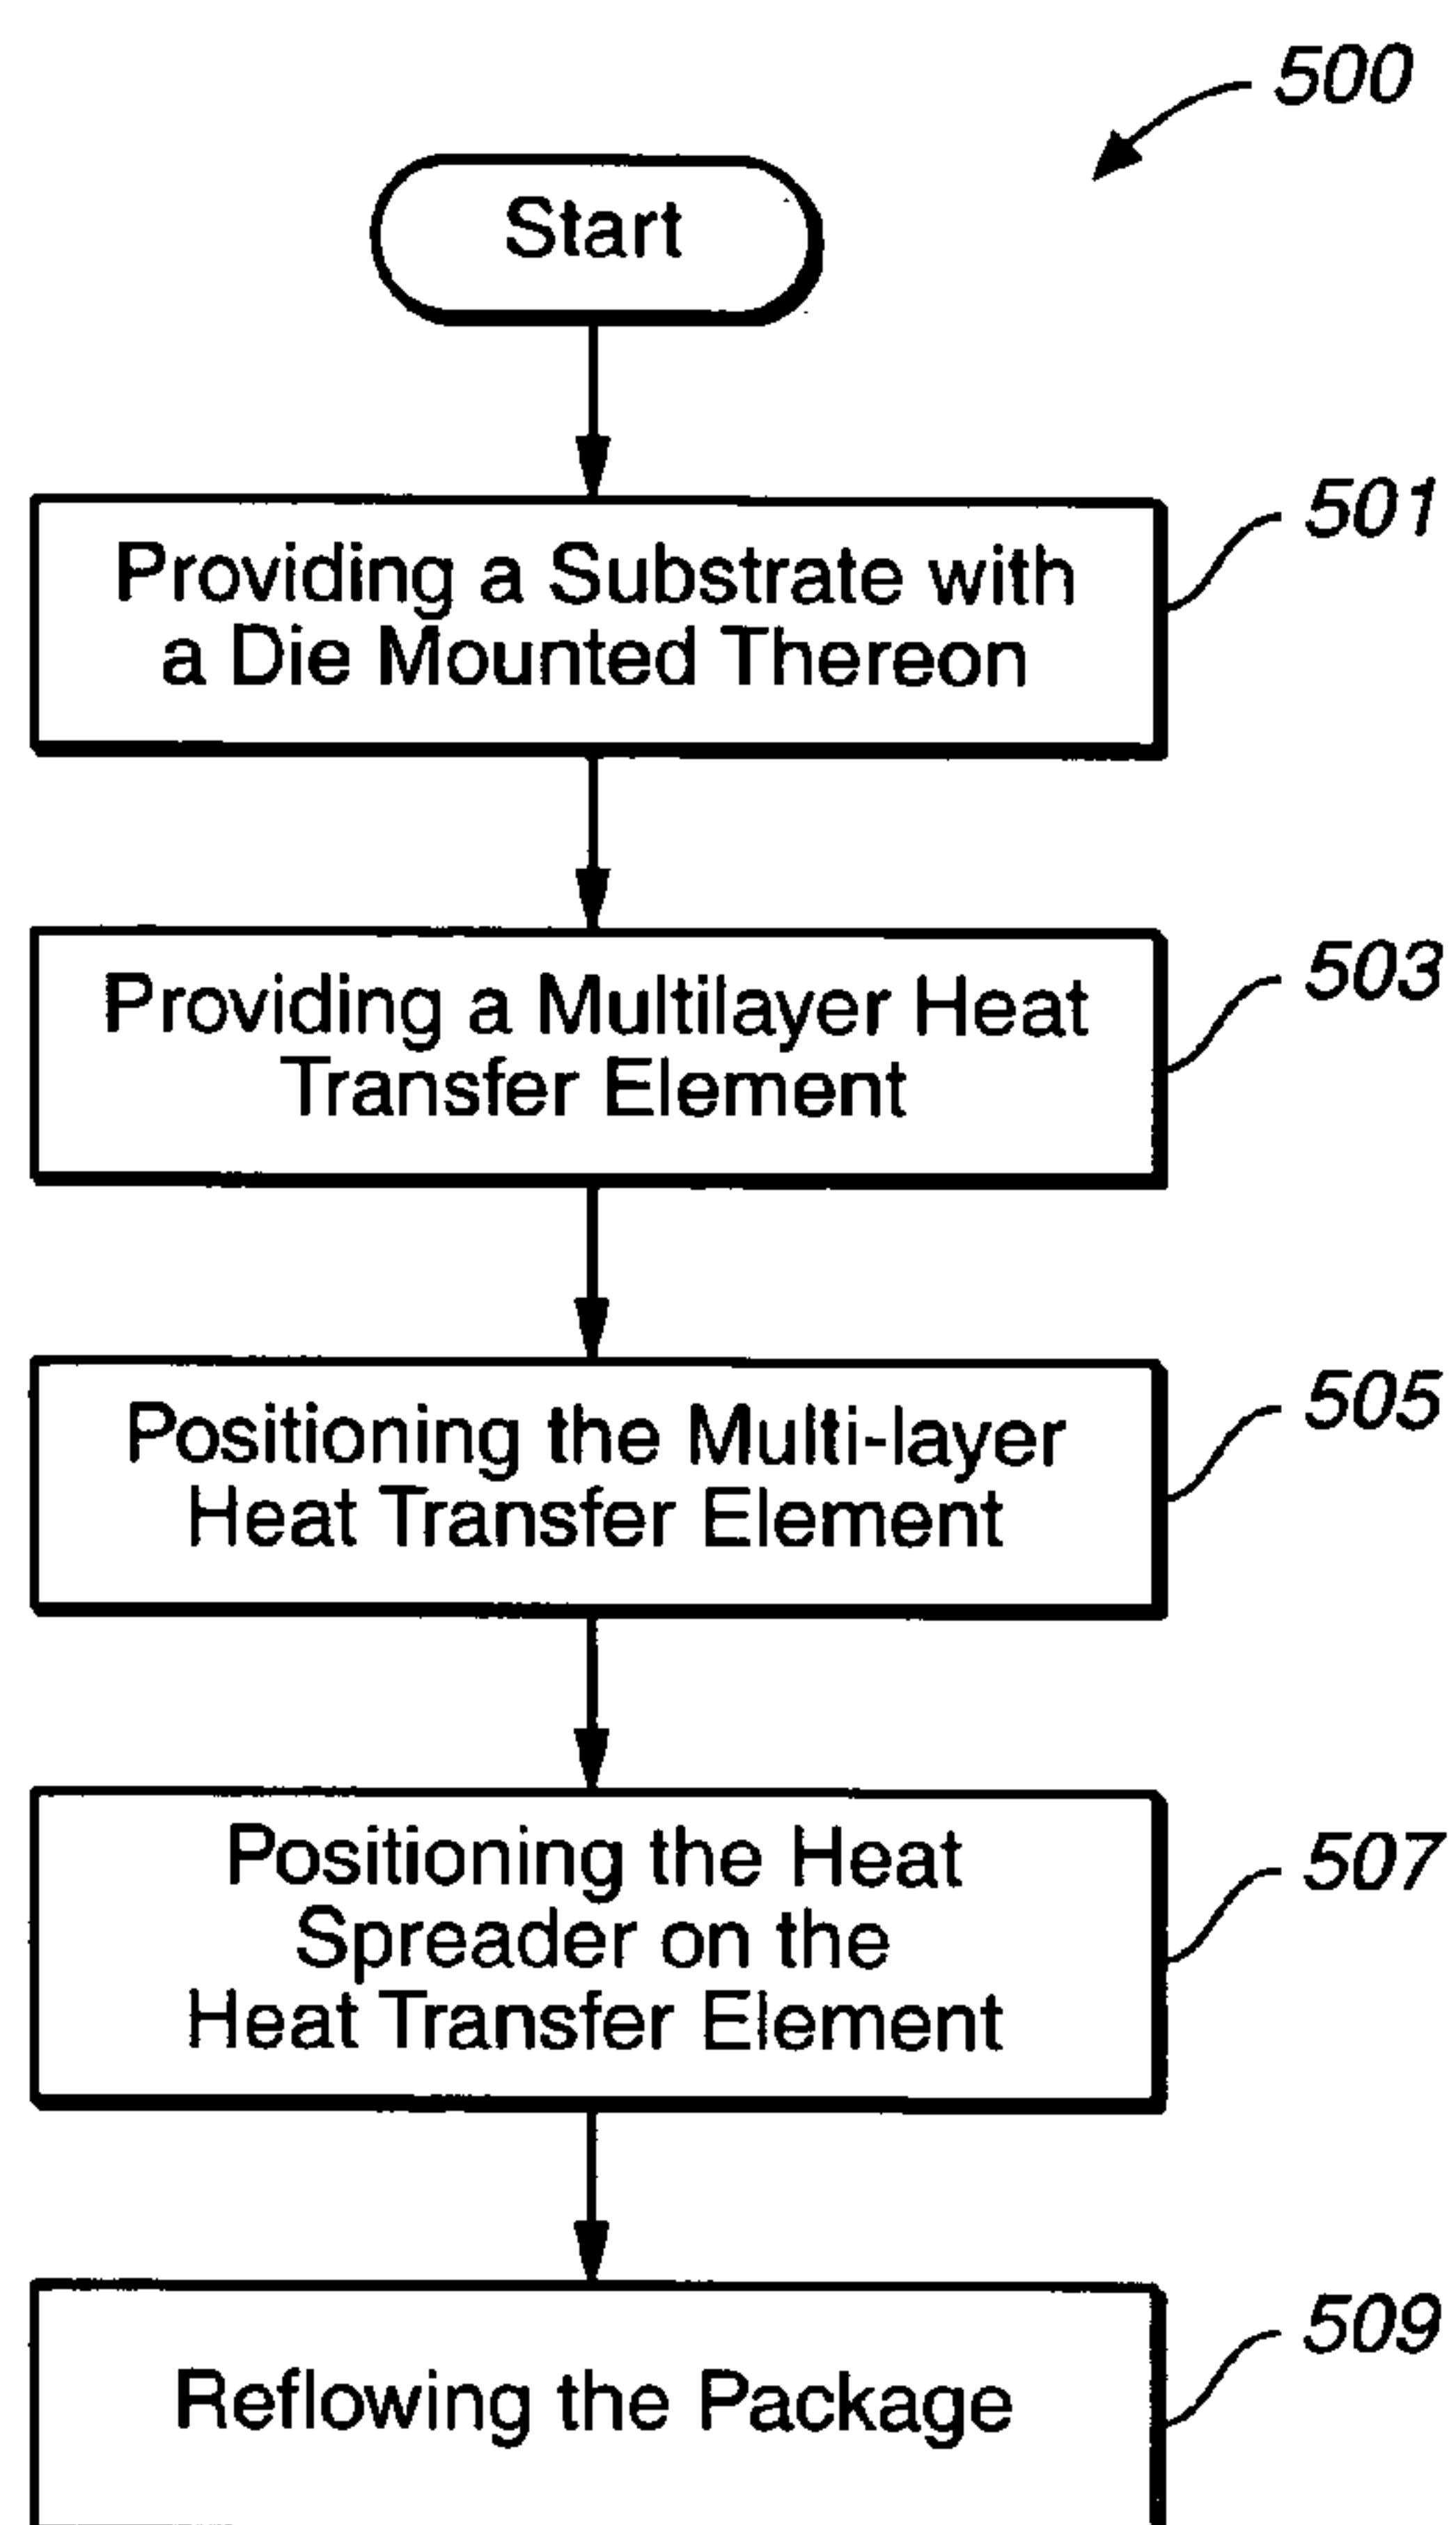 500
Start
501
Providing a Substrate with
a Die Mounted Thereon
503
Providing a Multilayer Heat
Transfer Element
505
Positioning the Multi-layer
Heat Transfer Element
507
Positioning the Heat
Spreader on the
Heat Transfer Element
509
Reflowing the Package